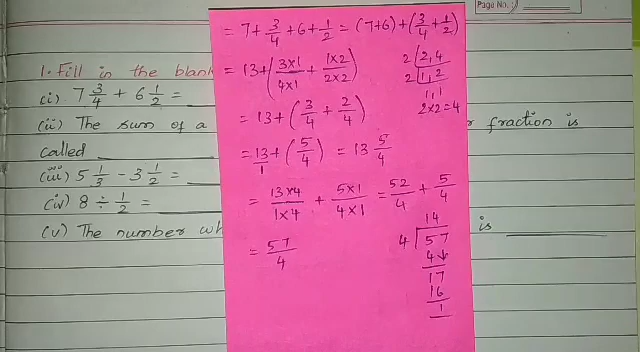 Page No.:
1. Fill in the blank
(i) 7 3/4 + 6 1/2 = 
(ii) The sum of a r fraction is
called
(iii) 5 1/3 - 3 1/2 =
(iv) 8 ÷ 1/2 =
(v) The number wh is
= 7 + 3/4 + 6 + 1/2 = (7+6) + (3/4 + 1/2)
= 13 + (3×1/4×1 + 1×2/2×2)
= 13 + (3/4 + 2/4)
= 13/1 + (5/4) = 13 5/4
= 13×4/1×4 + 5×1/4×1 = 52/4 + 5/4
= 57/4
2 | 2, 4
2 | 1, 2
1, 1
2×2=4
14
4 | 57
4↓
17
16
1